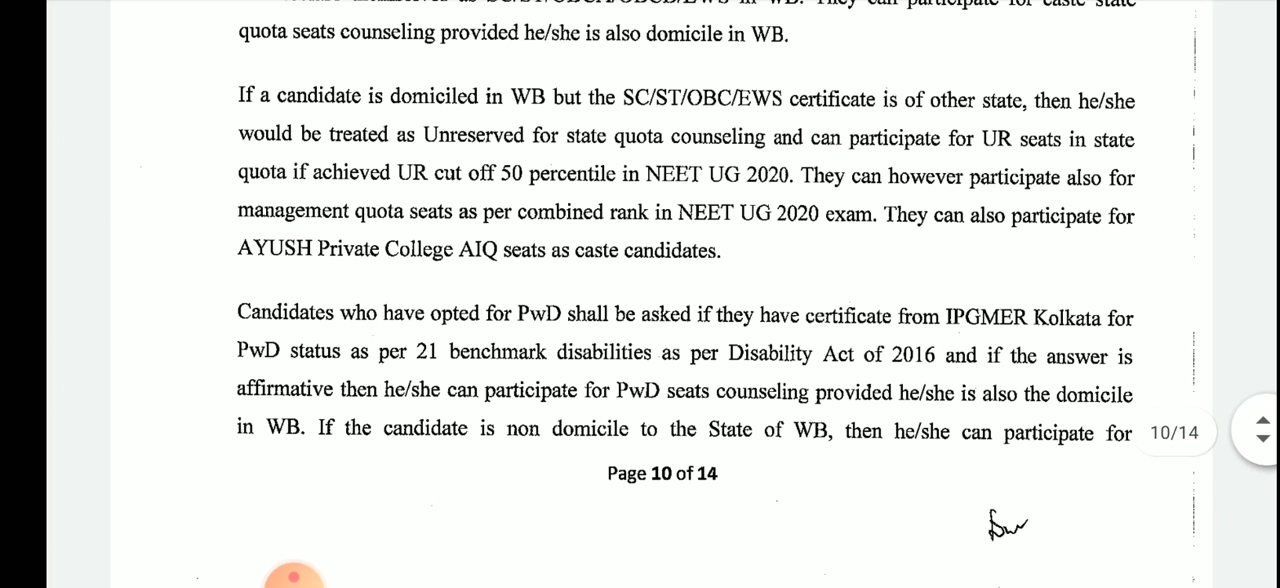 quota seats counseling provided he/she is also domicile in WB.
If a candidate is domiciled in WB but the SC/ST/OBC/EWS certificate is of other state, then he/she
would be treated as Unreserved for state quota counseling and can participate for UR seats in state
quota if achieved UR cut off 50 percentile in NEET UG 2020. They can however participate also for
management quota seats as per combined rank in NEET UG 2020 exam. They can also participate for
AYUSH Private College AIQ seats as caste candidates.
Candidates who have opted for PwD shall be asked if they have certificate from IPGMER Kolkata for
PwD status as per 21 benchmark disabilities as per Disability Act of 2016 and if the answer is
affirmative then he/she can participate for PwD seats counseling provided he/she is also the domicile
in WB. If the candidate is non domicile to the State of WB, then he/she can participate for
10/14
Page 10 of 14